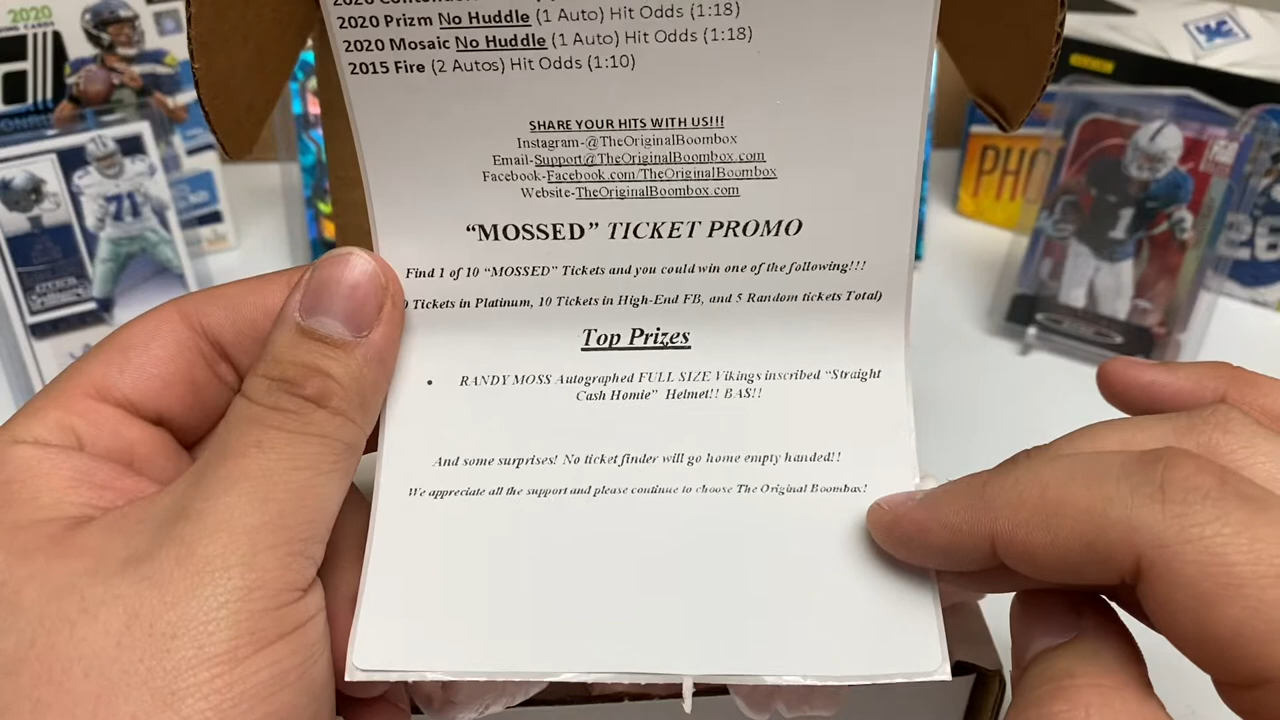 2020
2020 Prizm No Huddle (1 Auto) Hit Odds (1:18)
2020 Mosaic No Huddle (1 Auto) Hit Odds (1:18)
2015 Fire (2 Autos) Hit Odds (1:10)
SHARE YOUR HITS WITH US!!!
Instagram-@TheOriginalBoombox
Email-Support@TheOriginalBoombox.com
Facebook-Facebook.com/TheOriginalBoombox
Website-TheOriginalBoombox.com
“MOSSED” TICKET PROMO
Find 1 of 10 “MOSSED” Tickets and you could win one of the following!!!
Tickets in Platinum, 10 Tickets in High-End FB, and 5 Random tickets Total)
Top Prizes
• RANDY MOSS Autographed FULL SIZE Vikings inscribed “Straight
Cash Homie” Helmet!! BAS!!
And some surprises! No ticket finder will go home empty handed!!
We appreciate all the support and please continue to choose The Original Boombox!
71
PHO
1
26